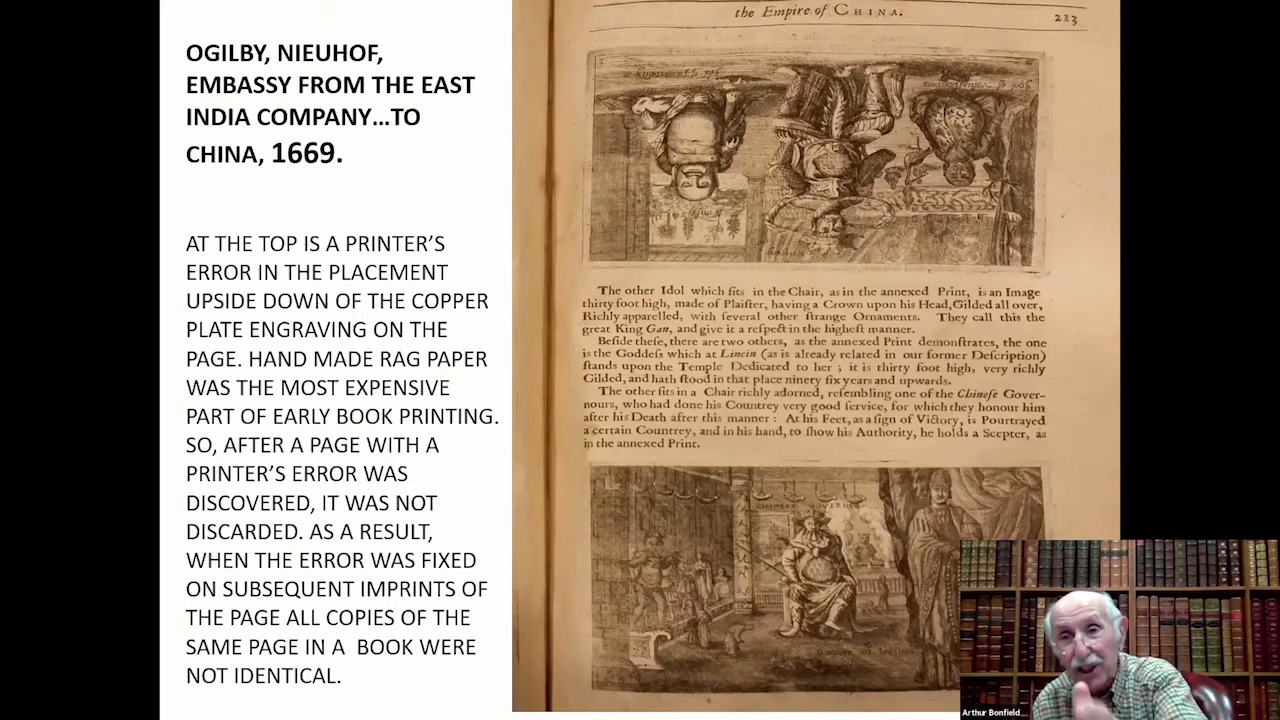 OGILBY, NIEUHOF,
EMBASSY FROM THE EAST
INDIA COMPANY…TO
CHINA, 1669.
AT THE TOP IS A PRINTER’S
ERROR IN THE PLACEMENT
UPSIDE DOWN OF THE COPPER
PLATE ENGRAVING ON THE
PAGE. HAND MADE RAG PAPER
WAS THE MOST EXPENSIVE
PART OF EARLY BOOK PRINTING.
SO, AFTER A PAGE WITH A
PRINTER’S ERROR WAS
DISCOVERED, IT WAS NOT
DISCARDED. AS A RESULT,
WHEN THE ERROR WAS FIXED
ON SUBSEQUENT IMPRINTS OF
THE PAGE ALL COPIES OF THE
SAME PAGE IN A BOOK WERE
NOT IDENTICAL.
the Empire of CHINA. 223
The other Idol which ſits in the Chair, as in the annexed Print, is an Image
thirty foot high, made of Plaiſter, having a Crown upon his Head, Gilded all over,
Richly apparelled, with ſeveral other ſtrange Ornaments. They call this the
great King Gan, and give it a reſpect in the higheſt manner.
Beſide theſe, there are two others, as the annexed Print demonſtrates, the one
is the Goddeſs which at Lincin (as is already related in our former Deſcription)
ſtands upon the Temple Dedicated to her; it is thirty foot high, very richly
Gilded, and hath ſtood in that place ninety ſix years and upwards.
The other ſits in a Chair richly adorned, reſembling one of the Chineſe Gover-
nours, who had done his Countrey very good ſervice, for which they honour him
after his Death after this manner: At his Feet, as a ſign of Victory, is Pourtrayed
a certain Countrey, and in his hand, to ſhow his Authority, he holds a Scepter, as
in the annexed Print.
Arthur Bonfield